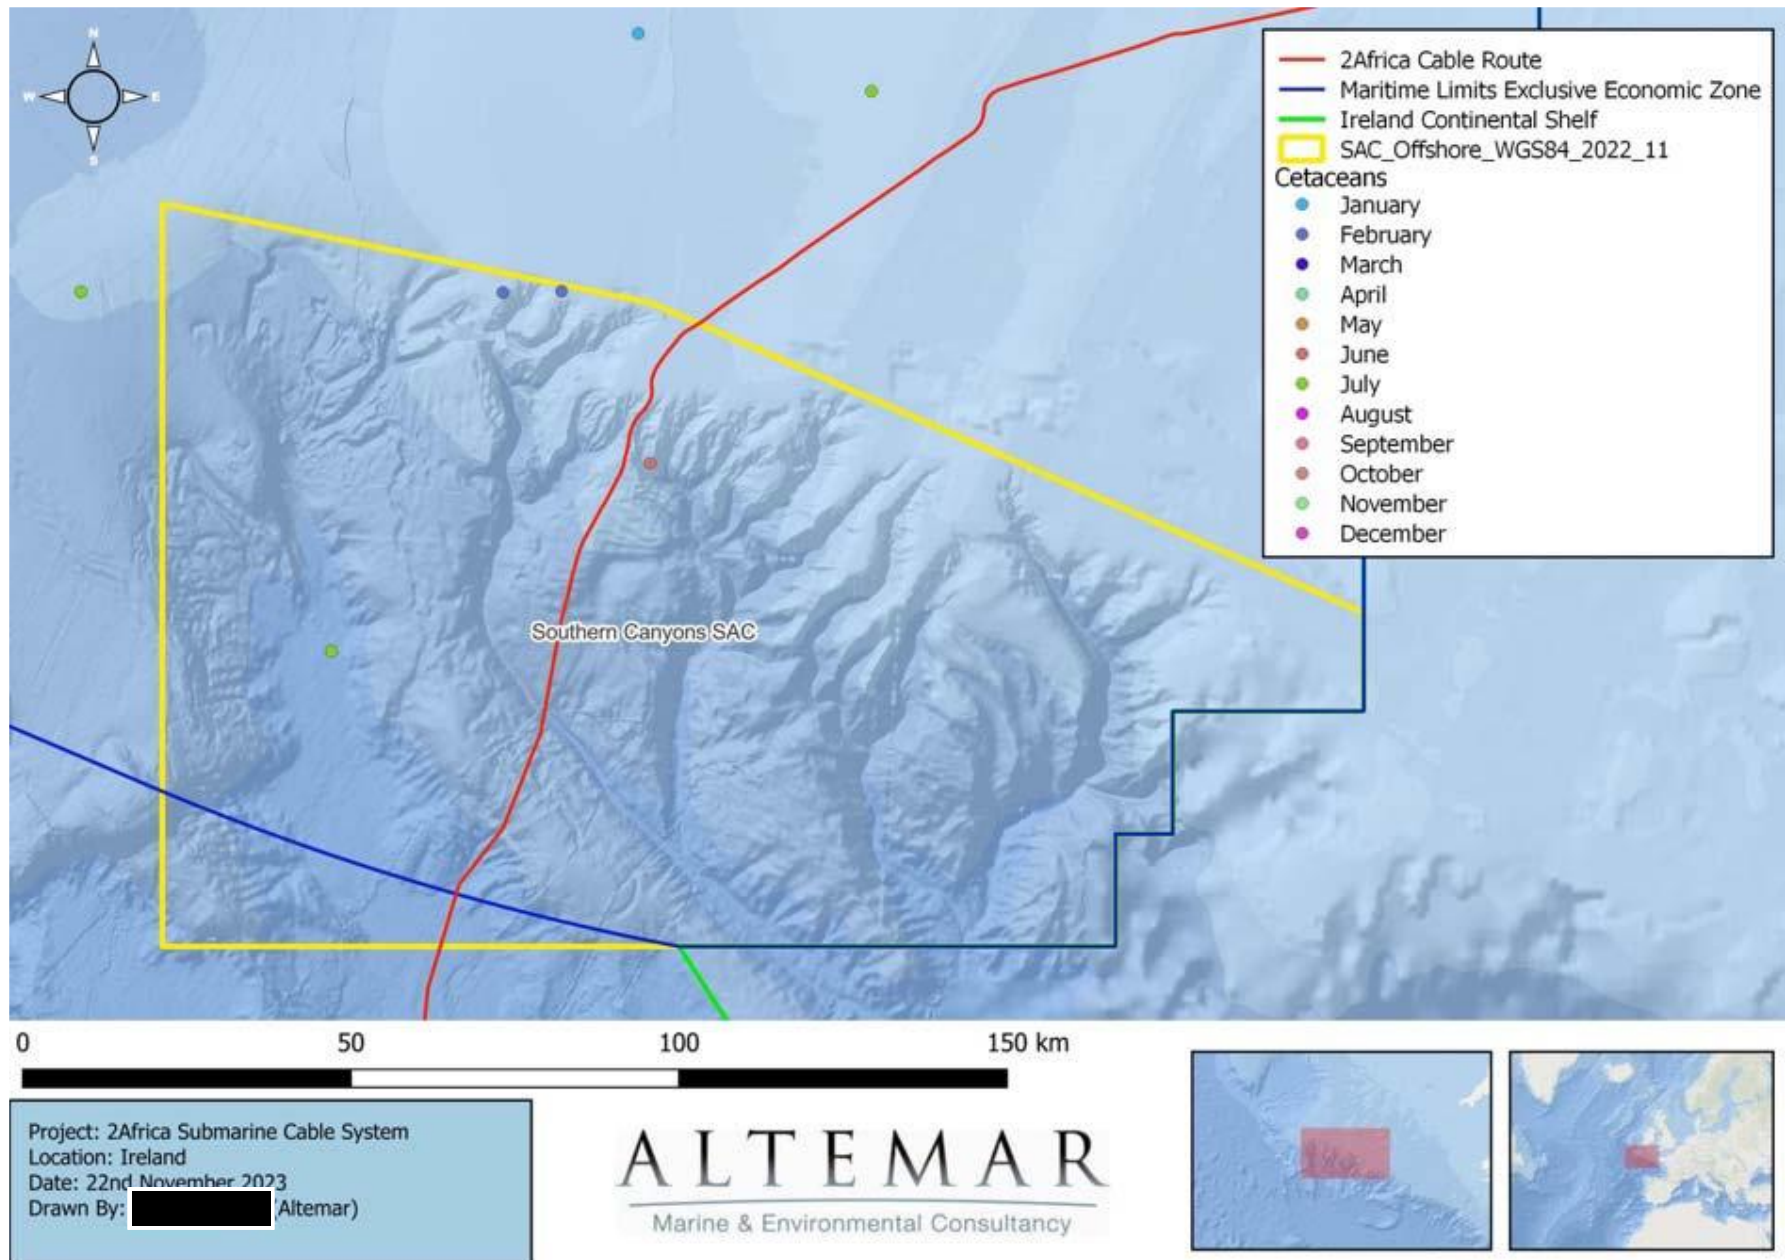 N
W
E
S
2Africa Cable Route
Maritime Limits Exclusive Economic Zone
Ireland Continental Shelf
SAC_Offshore_WGS84_2022_11
Cetaceans
January
February
March
April
May
June
July
August
September
October
November
December
Southern Canyons SAC
0 50 100 150 km
Project: 2Africa Submarine Cable System
Location: Ireland
Date: 22nd November 2023
Drawn By: (Altemar)
ALTEMAR
Marine & Environmental Consultancy